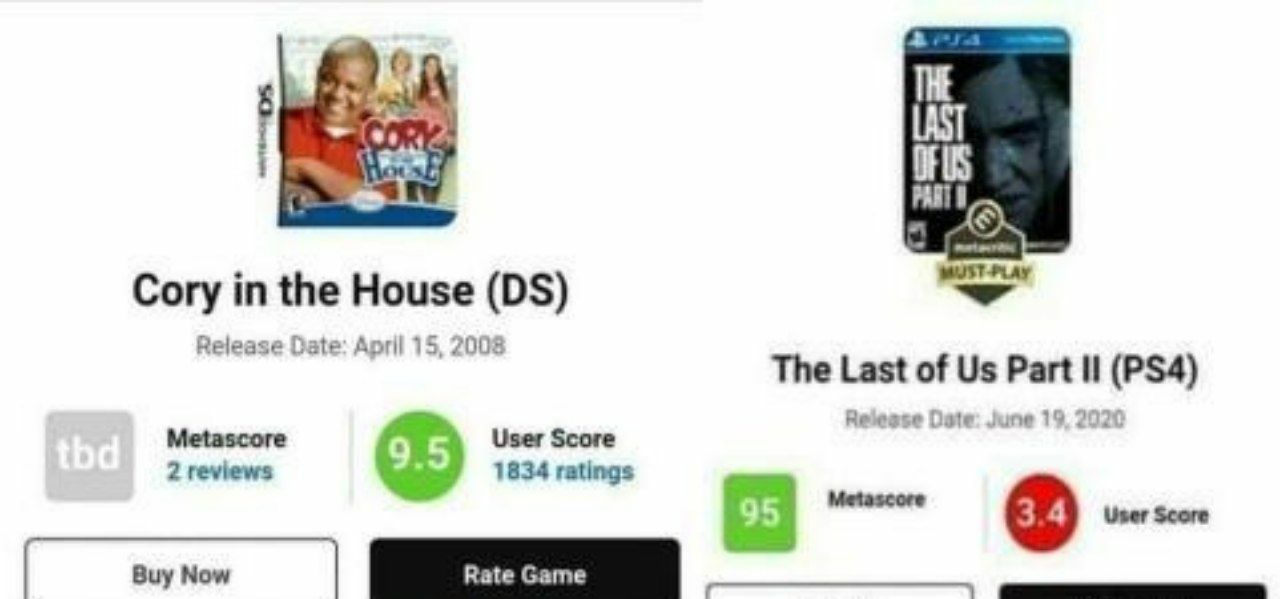 CORY
IN THE
HOUSE
Cory in the House (DS)
Release Date: April 15, 2008
tbd
Metascore
2 reviews
9.5
User Score
1834 ratings
Buy Now
Rate Game
PS4
THE
LAST
OF US
PART II
metacritic
MUST-PLAY
The Last of Us Part II (PS4)
Release Date: June 19, 2020
95
Metascore
3.4
User Score